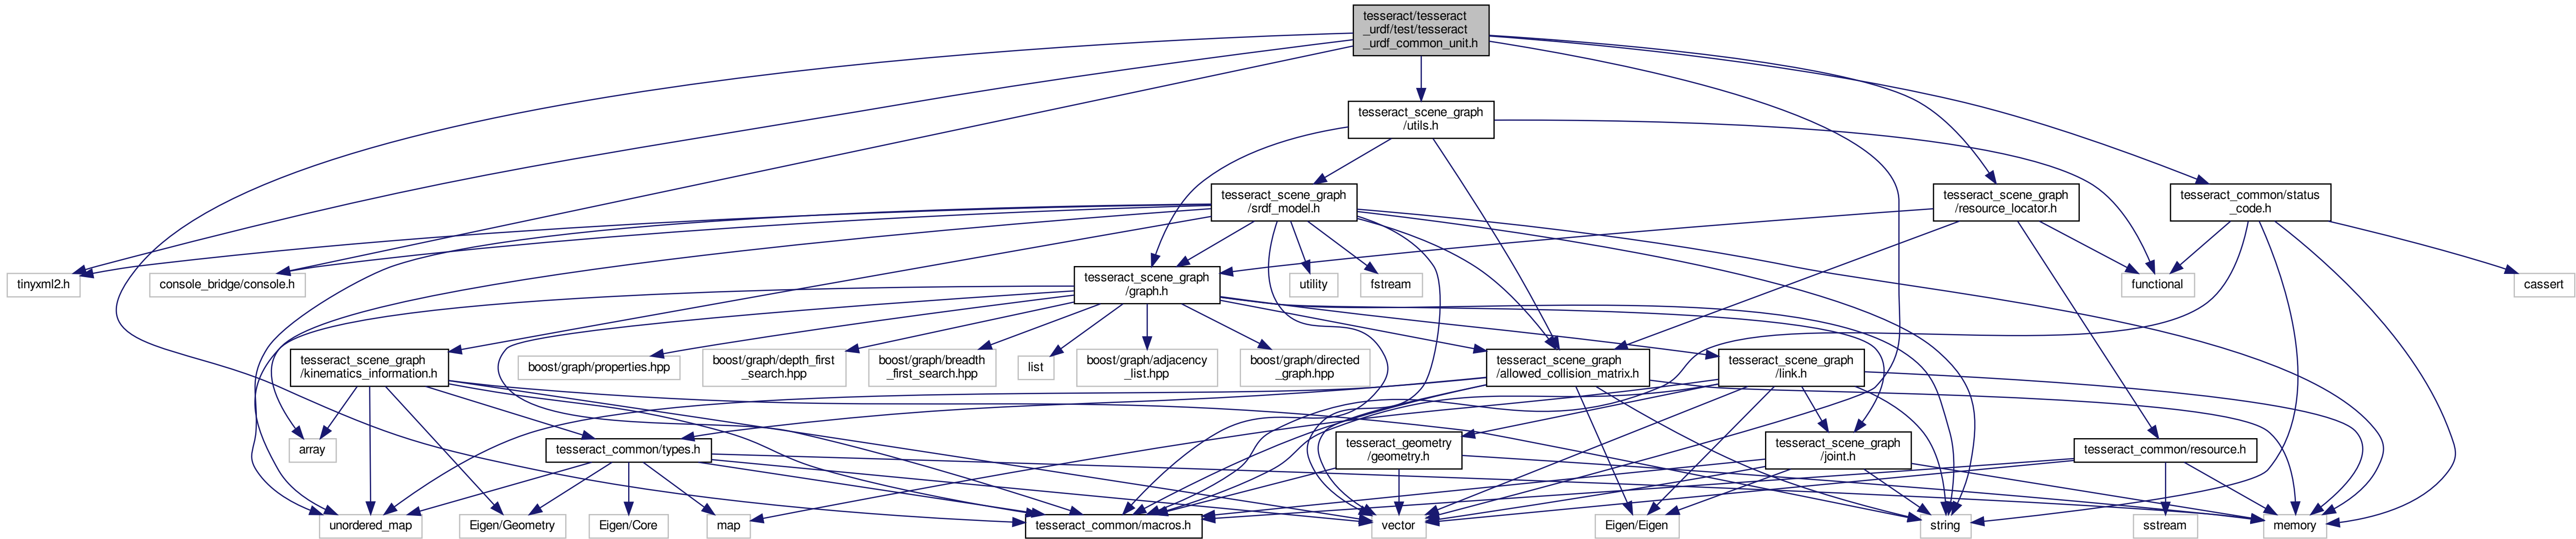 tesseract/tesseract
_urdf/test/tesseract
_urdf_common_unit.h
tesseract_scene_graph
/utils.h
tesseract_scene_graph
/srdf_model.h
tesseract_scene_graph
/resource_locator.h
tesseract_common/status
_code.h
tinyxml2.h
console_bridge/console.h
tesseract_scene_graph
/graph.h
utility
fstream
functional
cassert
tesseract_scene_graph
/kinematics_information.h
boost/graph/properties.hpp
boost/graph/depth_first
_search.hpp
boost/graph/breadth
_first_search.hpp
list
boost/graph/adjacency
_list.hpp
boost/graph/directed
_graph.hpp
tesseract_scene_graph
/allowed_collision_matrix.h
tesseract_scene_graph
/link.h
array
tesseract_common/types.h
tesseract_geometry
/geometry.h
tesseract_scene_graph
/joint.h
tesseract_common/resource.h
unordered_map
Eigen/Geometry
Eigen/Core
map
tesseract_common/macros.h
vector
Eigen/Eigen
string
sstream
memory